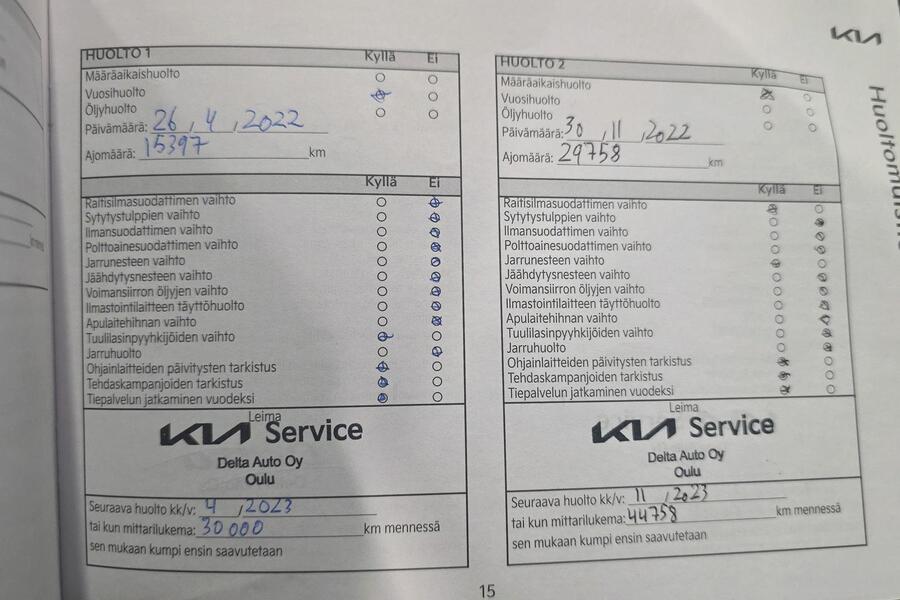 KIA
Huoltomuisti
HUOLTO 1
Kyllä Ei
Määräaikaishuolto
Vuosihuolto
Öljyhuolto
Päivämäärä: 26 , 4 , 2022
Ajomäärä: 15397 km
Kyllä Ei
Raitisilmasuodattimen vaihto
Sytytystulppien vaihto
Ilmansuodattimen vaihto
Polttoainesuodattimen vaihto
Jarrunesteen vaihto
Jäähdytysnesteen vaihto
Voimansiirron öljyjen vaihto
Ilmastointilaitteen täyttöhuolto
Apulaitehihnan vaihto
Tuulilasinpyyhkijöiden vaihto
Jarruhuolto
Ohjainlaitteiden päivitysten tarkistus
Tehdaskampanjoiden tarkistus
Tiepalvelun jatkaminen vuodeksi
Leima
KIA Service
Delta Auto Oy
Oulu
Seuraava huolto kk/v: 4 , 2023
tai kun mittarilukema: 30 000 km mennessä
sen mukaan kumpi ensin saavutetaan
HUOLTO 2
Kyllä Ei
Määräaikaishuolto
Vuosihuolto
Öljyhuolto
Päivämäärä: 30 , 11 , 2022
Ajomäärä: 29758 km
Kyllä Ei
Raitisilmasuodattimen vaihto
Sytytystulppien vaihto
Ilmansuodattimen vaihto
Polttoainesuodattimen vaihto
Jarrunesteen vaihto
Jäähdytysnesteen vaihto
Voimansiirron öljyjen vaihto
Ilmastointilaitteen täyttöhuolto
Apulaitehihnan vaihto
Tuulilasinpyyhkijöiden vaihto
Jarruhuolto
Ohjainlaitteiden päivitysten tarkistus
Tehdaskampanjoiden tarkistus
Tiepalvelun jatkaminen vuodeksi
Leima
KIA Service
Delta Auto Oy
Oulu
Seuraava huolto kk/v: 11 , 2023
tai kun mittarilukema: 44758 km mennessä
sen mukaan kumpi ensin saavutetaan
15